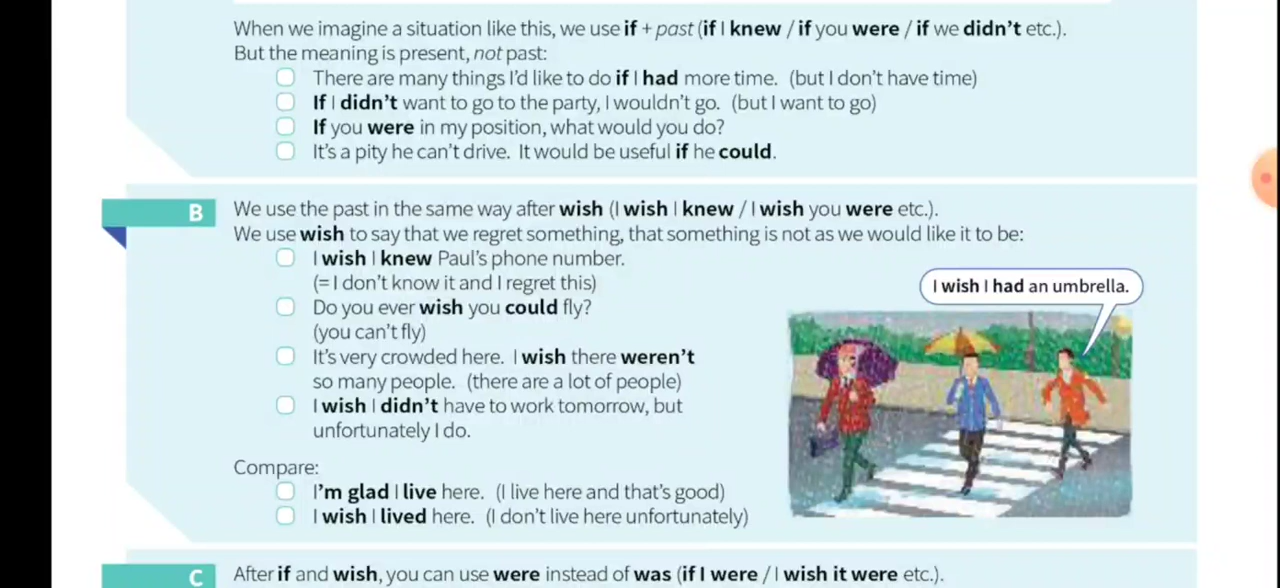 When we imagine a situation like this, we use if + past (if I knew / if you were / if we didn't etc.).
But the meaning is present, not past:
There are many things I'd like to do if I had more time. (but I don't have time)
If I didn't want to go to the party, I wouldn't go. (but I want to go)
If you were in my position, what would you do?
It's a pity he can't drive. It would be useful if he could.
B
We use the past in the same way after wish (I wish I knew / I wish you were etc.).
We use wish to say that we regret something, that something is not as we would like it to be:
I wish I knew Paul's phone number.
(= I don't know it and I regret this)
Do you ever wish you could fly?
(you can't fly)
It's very crowded here. I wish there weren't
so many people. (there are a lot of people)
I wish I didn't have to work tomorrow, but
unfortunately I do.
I wish I had an umbrella.
Compare:
I'm glad I live here. (I live here and that's good)
I wish I lived here. (I don't live here unfortunately)
C
After if and wish, you can use were instead of was (if I were / I wish it were etc.).